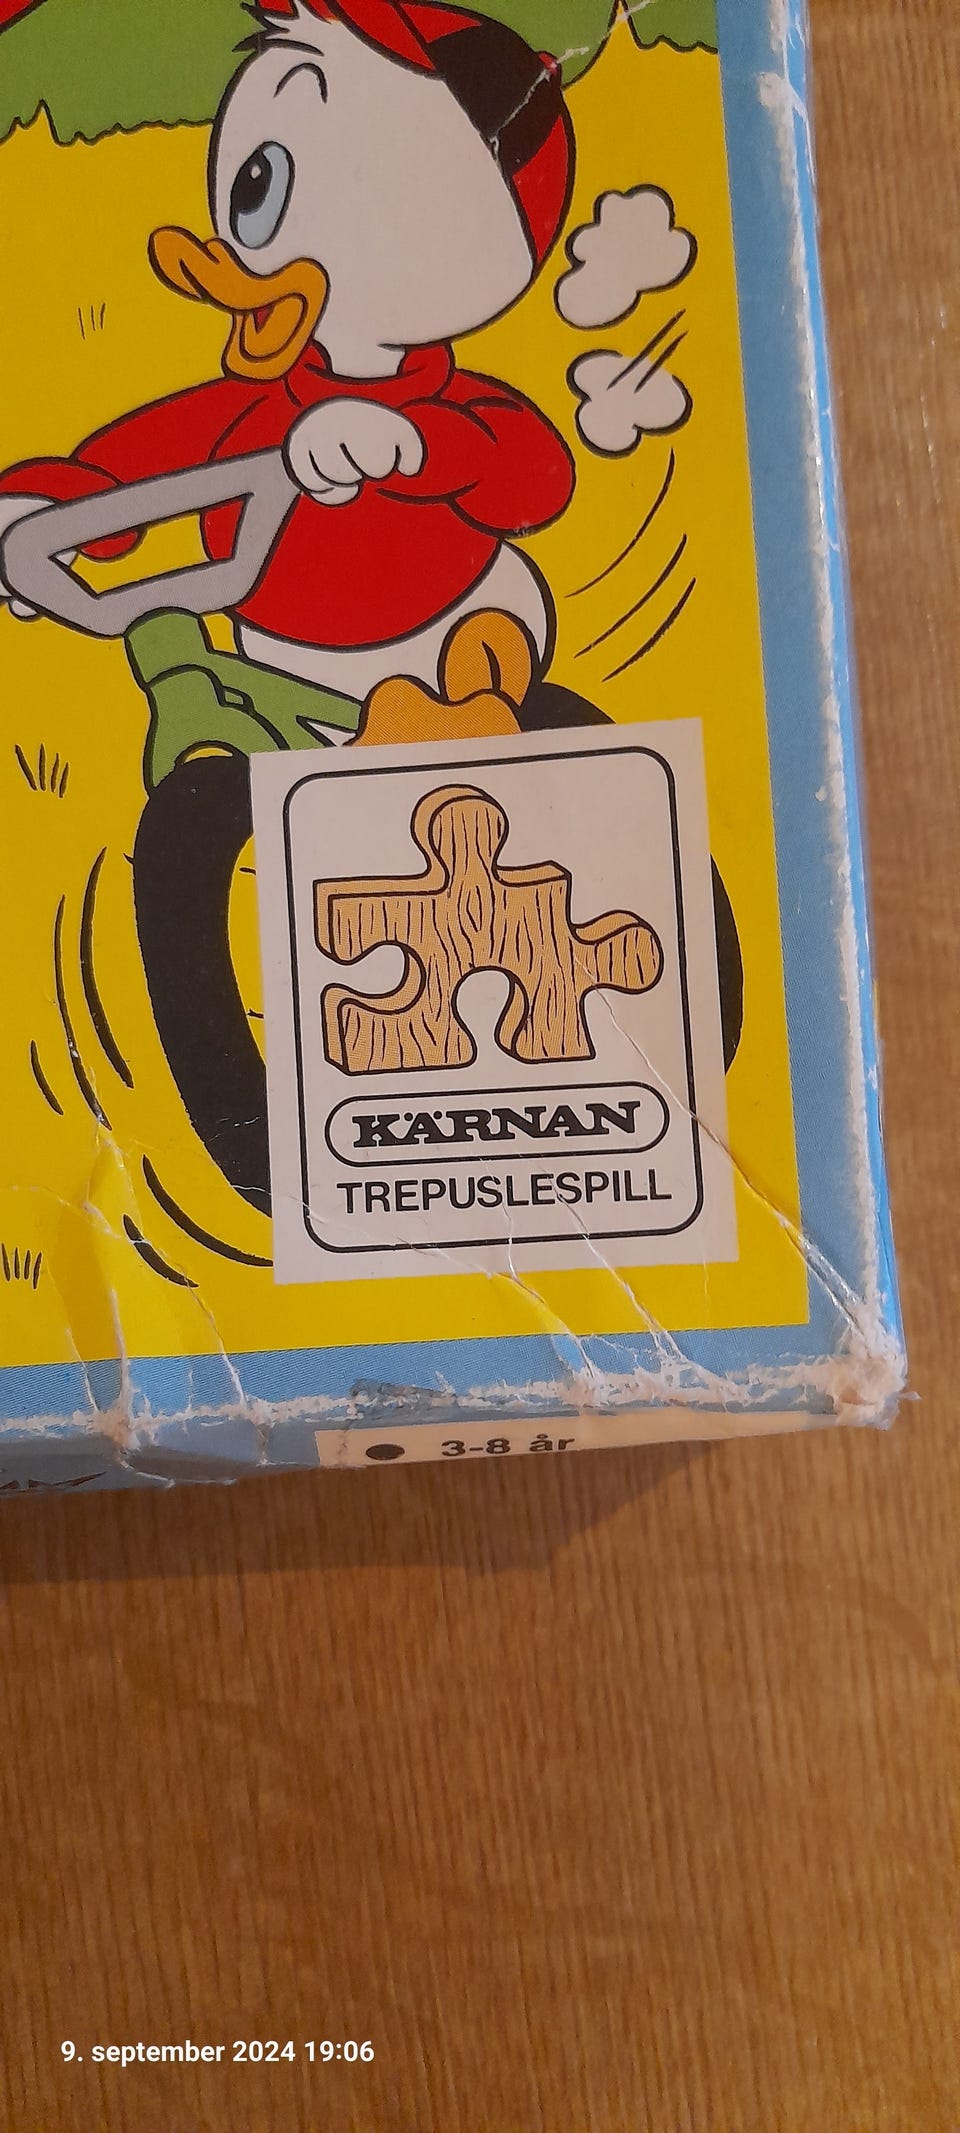 KÄRNAN
TREPUSLESPILL
3-8 år
9. september 2024 19:06